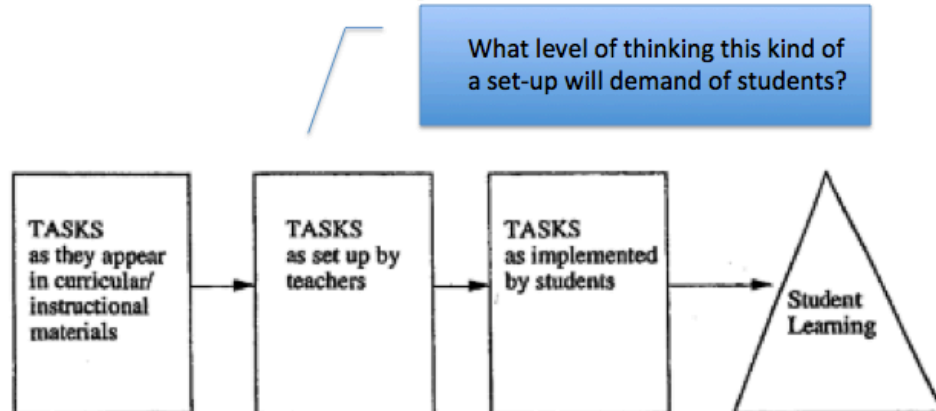 What level of thinking this kind of
a set-up will demand of students?
TASKS
as they appear
in curricular/
instructional
materials
TASKS
as set up by
teachers
TASKS
as implemented
by students
Student
Learning